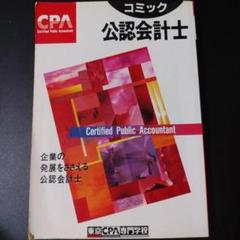 CPA
Certified Public Accountant
コミック
公認会計士
Certified Public Accountant
企業の
発展をささえる
公認会計士
東京CPA専門学校